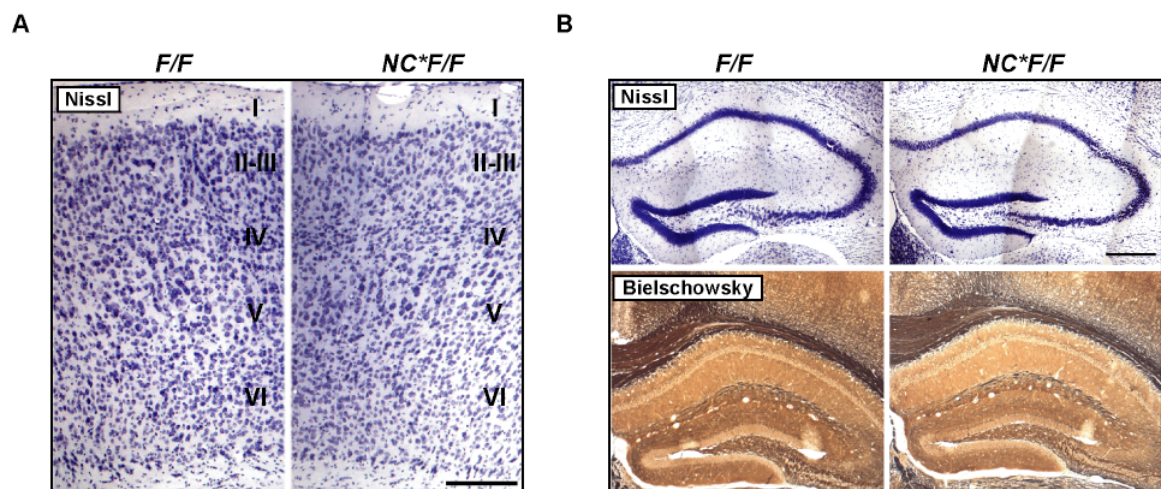 A
F/F
NC*F/F
Nissl
I
I
II-III
II-III
IV
IV
V
V
VI
VI
B
F/F
NC*F/F
Nissl
Bielschowsky